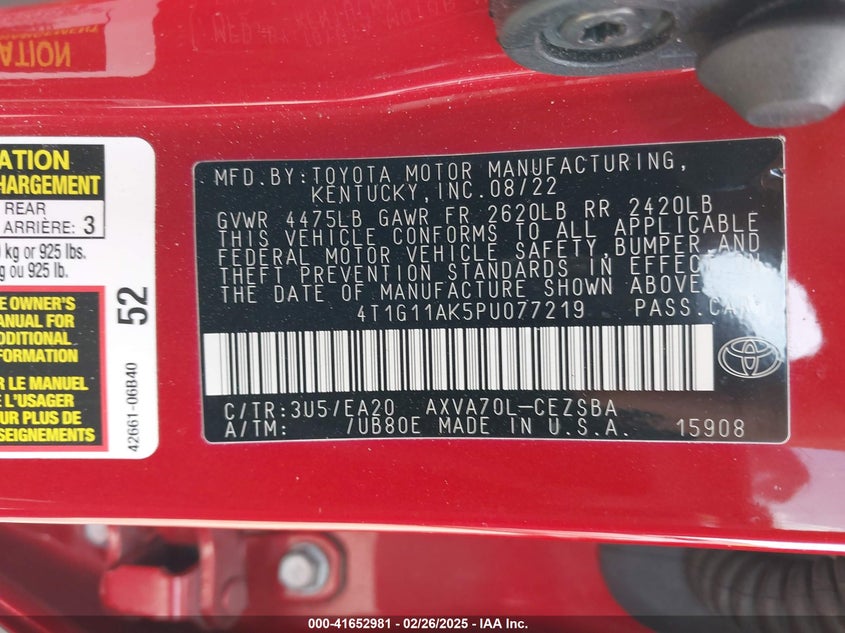 MFD. BY: TOYOTA MOTOR MANUFACTURING,
KENTUCKY, INC. 08/22
GVWR 4475LB GAWR FR 2620LB RR 2420LB
THIS VEHICLE CONFORMS TO ALL APPLICABLE
FEDERAL MOTOR VEHICLE SAFETY, BUMPER AND
THEFT PREVENTION STANDARDS IN EFFECT ON
THE DATE OF MANUFACTURE SHOWN ABOVE.
4T1G11AK5PU077219 PASS. CAR
C/TR: 3U5/EA20 AXVA70L-CEZSBA
A/TM: 7UB80E MADE IN U.S.A. 15908
ATION
HARGEMENT
REAR
ARRIÈRE: 3
kg or 925 lbs.
g ou 925 lb.
E OWNER'S
ANUAL FOR
DDITIONAL
FORMATION
R LE MANUEL
L'USAGER
OUR PLUS DE
SEIGNEMENTS
52
42661-06B40
ATION
000-41652981 - 02/26/2025 - IAA Inc.